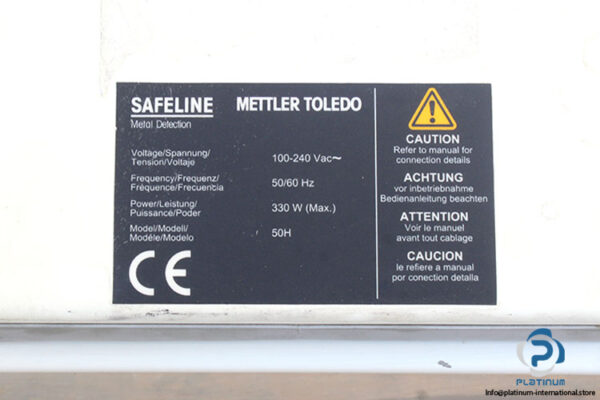 SAFELINE
Metal Detection
METTLER TOLEDO
Voltage/Spannung/
Tension/Voltaje
100-240 Vac~
Frequency/Frequenz/
Fréquence/Frecuencia
50/60 Hz
Power/Leistung/
Puissance/Poder
330 W (Max.)
Model/Modell/
Modéle/Modelo
50H
CE
CAUTION
Refer to manual for
connection details
ACHTUNG
vor inbetriebnahme
Bedienanleitung beachten
ATTENTION
Voir le manuel
avant tout cablage
CAUCION
le refiere a manual
por conection detalla
PLATINUM
info@platinum-international.store